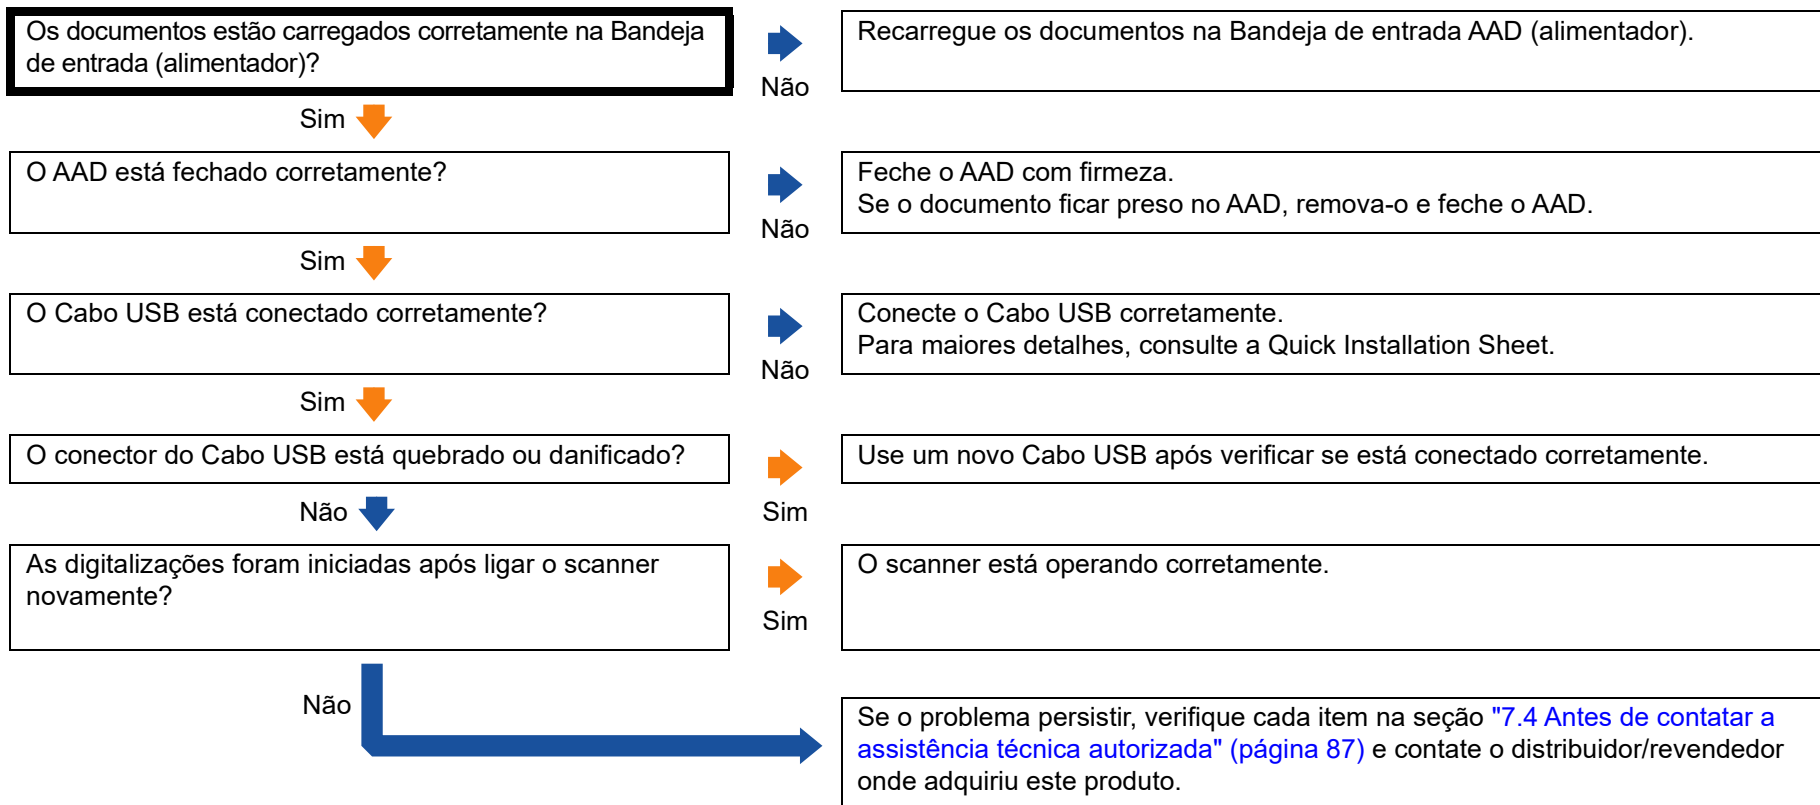 Os documentos estão carregados corretamente na Bandeja
de entrada (alimentador)?
Não
Recarregue os documentos na Bandeja de entrada AAD (alimentador).
Sim
O AAD está fechado corretamente?
Não
Feche o AAD com firmeza.
Se o documento ficar preso no AAD, remova-o e feche o AAD.
Sim
O Cabo USB está conectado corretamente?
Não
Conecte o Cabo USB corretamente.
Para maiores detalhes, consulte a Quick Installation Sheet.
Sim
O conector do Cabo USB está quebrado ou danificado?
Sim
Use um novo Cabo USB após verificar se está conectado corretamente.
Não
As digitalizações foram iniciadas após ligar o scanner
novamente?
Sim
O scanner está operando corretamente.
Não
Se o problema persistir, verifique cada item na seção "7.4 Antes de contatar a
assistência técnica autorizada" (página 87) e contate o distribuidor/revendedor
onde adquiriu este produto.